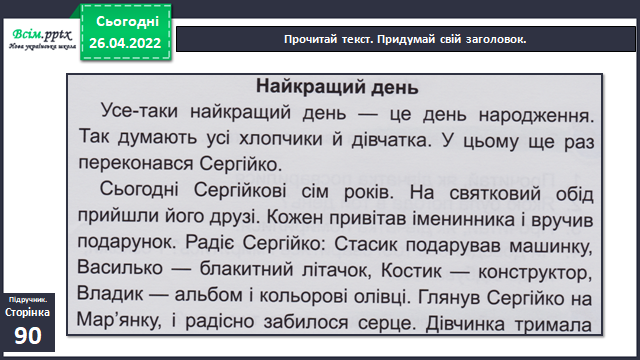 Всім.pptx
Нова українська школа
Сьогодні
26.04.2022
Прочитай текст. Придумай свій заголовок.
Найкращий день
Усе-таки найкращий день — це день народження.
Так думають усі хлопчики й дівчатка. У цьому ще раз
переконався Сергійко.
Сьогодні Сергійкові сім років. На святковий обід
прийшли його друзі. Кожен привітав іменинника і вручив
подарунок. Радіє Сергійко: Стасик подарував машинку,
Василько — блакитний літачок, Костик — конструктор,
Владик — альбом і кольорові олівці. Глянув Сергійко на
Мар'янку, і радісно забилося серце. Дівчинка тримала
Підручник.
Сторінка
90